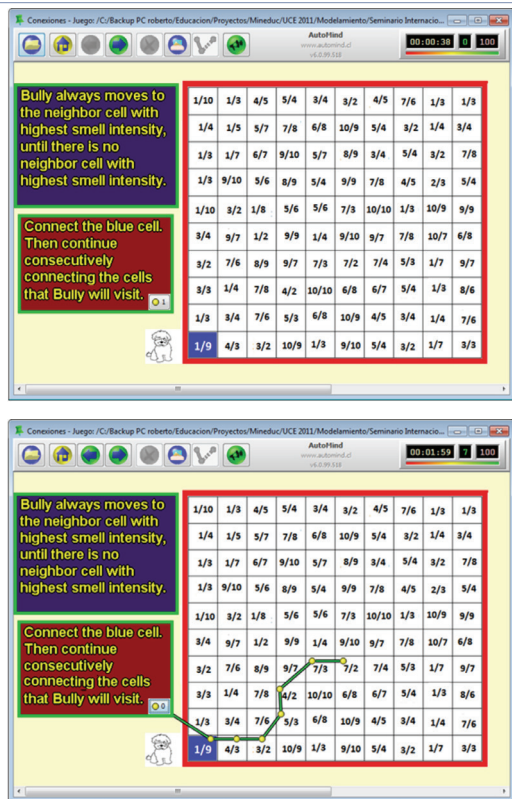 Conexiones - Juego: /C:/Backup PC roberto/Educacion/Proyectos/Mineduc/UCE 2011/Modelamiento/Seminario Internacio...
AutoMind
www.automind.cl
v6.0.99.518
00:00:38 0 100
Bully always moves to
the neighbor cell with
highest smell intensity,
until there is no
neighbor cell with
highest smell intensity.
Connect the blue cell.
Then continue
consecutively
connecting the cells
that Bully will visit.
1
1/10 1/3 4/5 5/4 3/4 3/2 4/5 7/6 1/3 1/3
1/4 1/5 5/7 7/8 6/8 10/9 5/4 3/2 1/4 3/4
1/3 1/7 6/7 9/10 5/7 8/9 3/4 5/4 3/2 7/8
1/3 9/10 5/6 8/9 5/4 9/9 7/8 4/5 2/3 5/4
1/10 3/2 1/8 5/6 5/6 7/3 10/10 1/3 10/9 9/9
3/4 9/7 1/2 9/9 1/4 9/10 9/7 7/8 10/7 6/8
3/2 7/6 8/9 9/7 7/3 7/2 7/4 5/3 1/7 9/7
3/3 1/4 7/8 4/2 10/10 6/8 6/7 5/4 1/3 8/6
1/3 3/4 7/6 5/3 6/8 10/9 4/5 3/4 1/4 7/6
1/9 4/3 3/2 10/9 1/3 9/10 5/4 3/2 1/7 3/3
Conexiones - Juego: /C:/Backup PC roberto/Educacion/Proyectos/Mineduc/UCE 2011/Modelamiento/Seminario Internacio...
AutoMind
www.automind.cl
v6.0.99.518
00:01:59 7 100
Bully always moves to
the neighbor cell with
highest smell intensity,
until there is no
neighbor cell with
highest smell intensity.
Connect the blue cell.
Then continue
consecutively
connecting the cells
that Bully will visit.
0
1/10 1/3 4/5 5/4 3/4 3/2 4/5 7/6 1/3 1/3
1/4 1/5 5/7 7/8 6/8 10/9 5/4 3/2 1/4 3/4
1/3 1/7 6/7 9/10 5/7 8/9 3/4 5/4 3/2 7/8
1/3 9/10 5/6 8/9 5/4 9/9 7/8 4/5 2/3 5/4
1/10 3/2 1/8 5/6 5/6 7/3 10/10 1/3 10/9 9/9
3/4 9/7 1/2 9/9 1/4 9/10 9/7 7/8 10/7 6/8
3/2 7/6 8/9 9/7 7/3 7/2 7/4 5/3 1/7 9/7
3/3 1/4 7/8 4/2 10/10 6/8 6/7 5/4 1/3 8/6
1/3 3/4 7/6 5/3 6/8 10/9 4/5 3/4 1/4 7/6
1/9 4/3 3/2 10/9 1/3 9/10 5/4 3/2 1/7 3/3